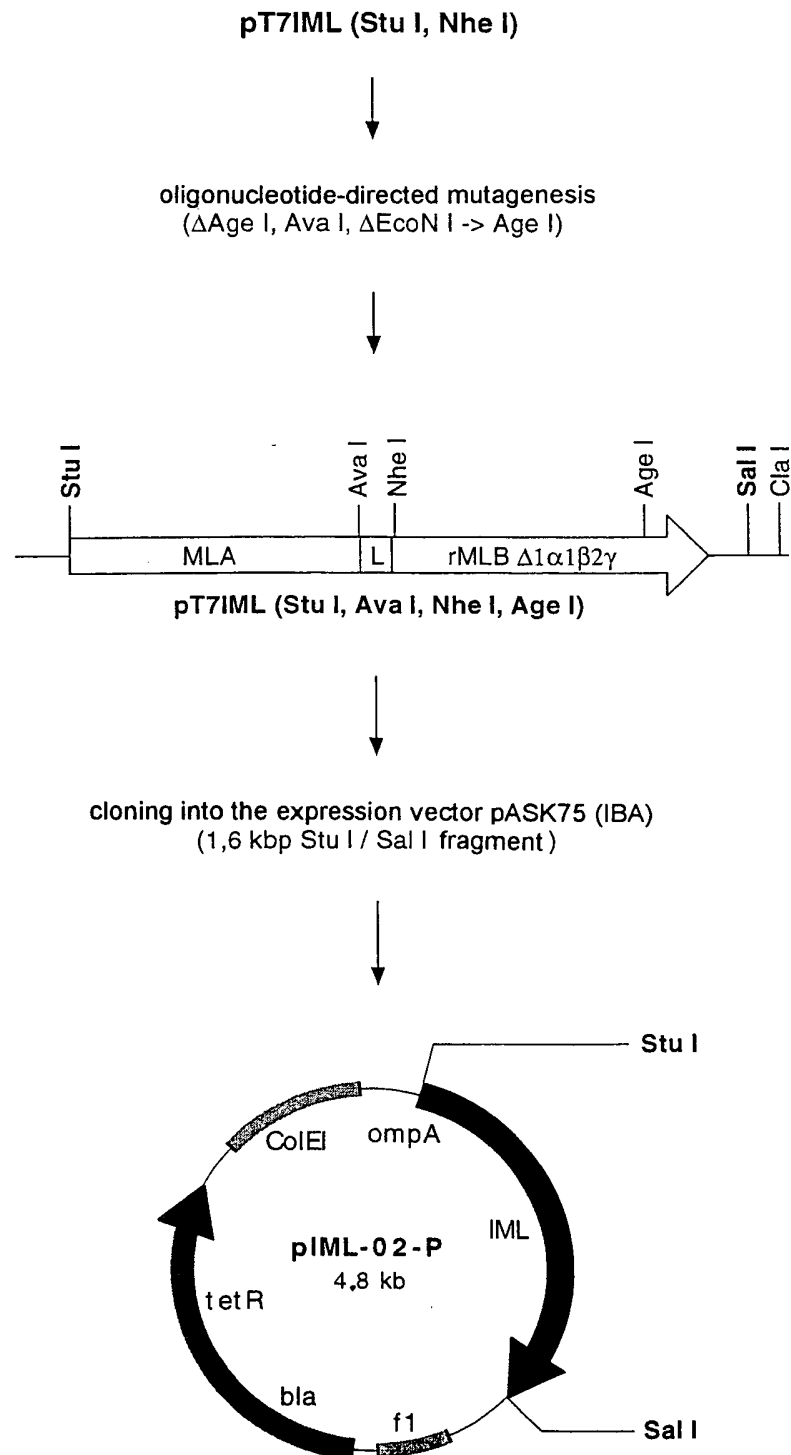 pT7IML (Stu I, Nhe I)
oligonucleotide-directed mutagenesis
(ΔAge I, Ava I, ΔEcoN I -> Age I)
Stu I
Ava I
Nhe I
Age I
Sal I
Cla I
MLA
L
rMLB Δ1α1β2γ
pT7IML (Stu I, Ava I, Nhe I, Age I)
cloning into the expression vector pASK75 (IBA)
(1,6 kbp Stu I / Sal I fragment)
Stu I
ColEI
ompA
IML
pIML-02-P
4,8 kb
tetR
bla
f1
Sal I